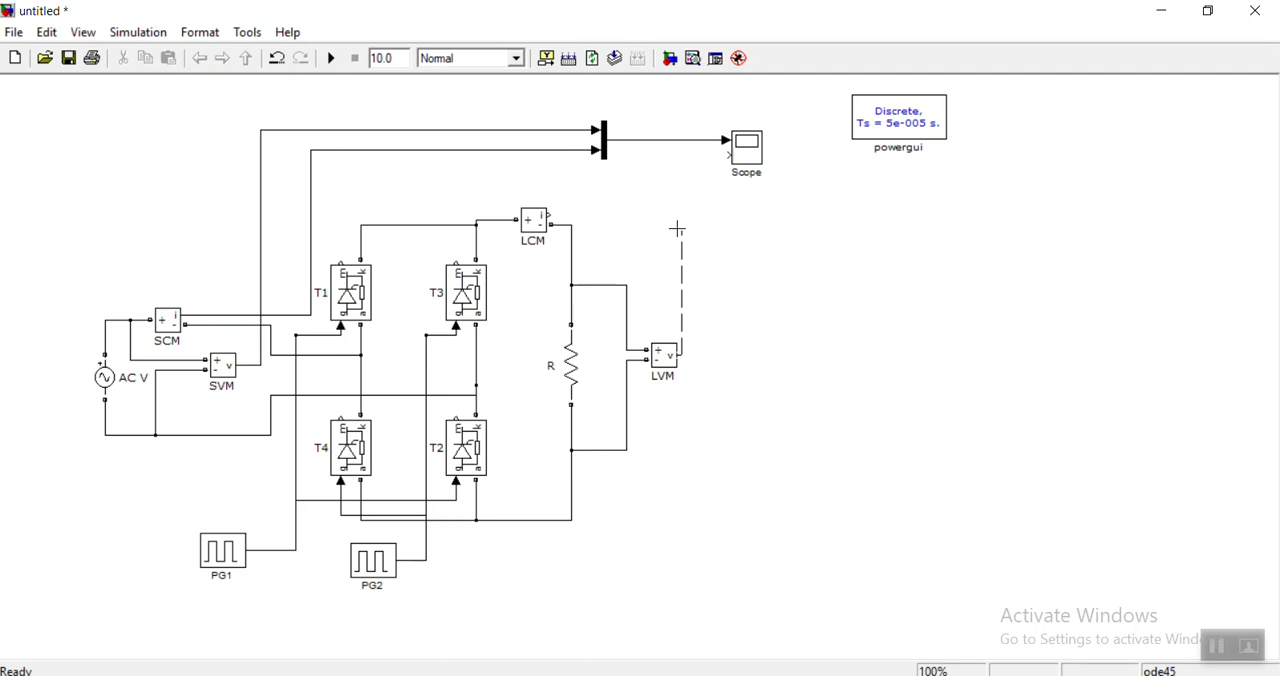 untitled *
File Edit View Simulation Format Tools Help
10.0 Normal
Discrete,
Ts = 5e-005 s.
powergui
Scope
i
+ -
LCM
m k
T1
g a
m k
T3
g a
+ i
-
SCM
+ v
-
SVM
AC V
R
+ v
-
LVM
m k
T4
g a
m k
T2
g a
PG1
PG2
Activate Windows
Go to Settings to activate Wind
Ready 100% ode45